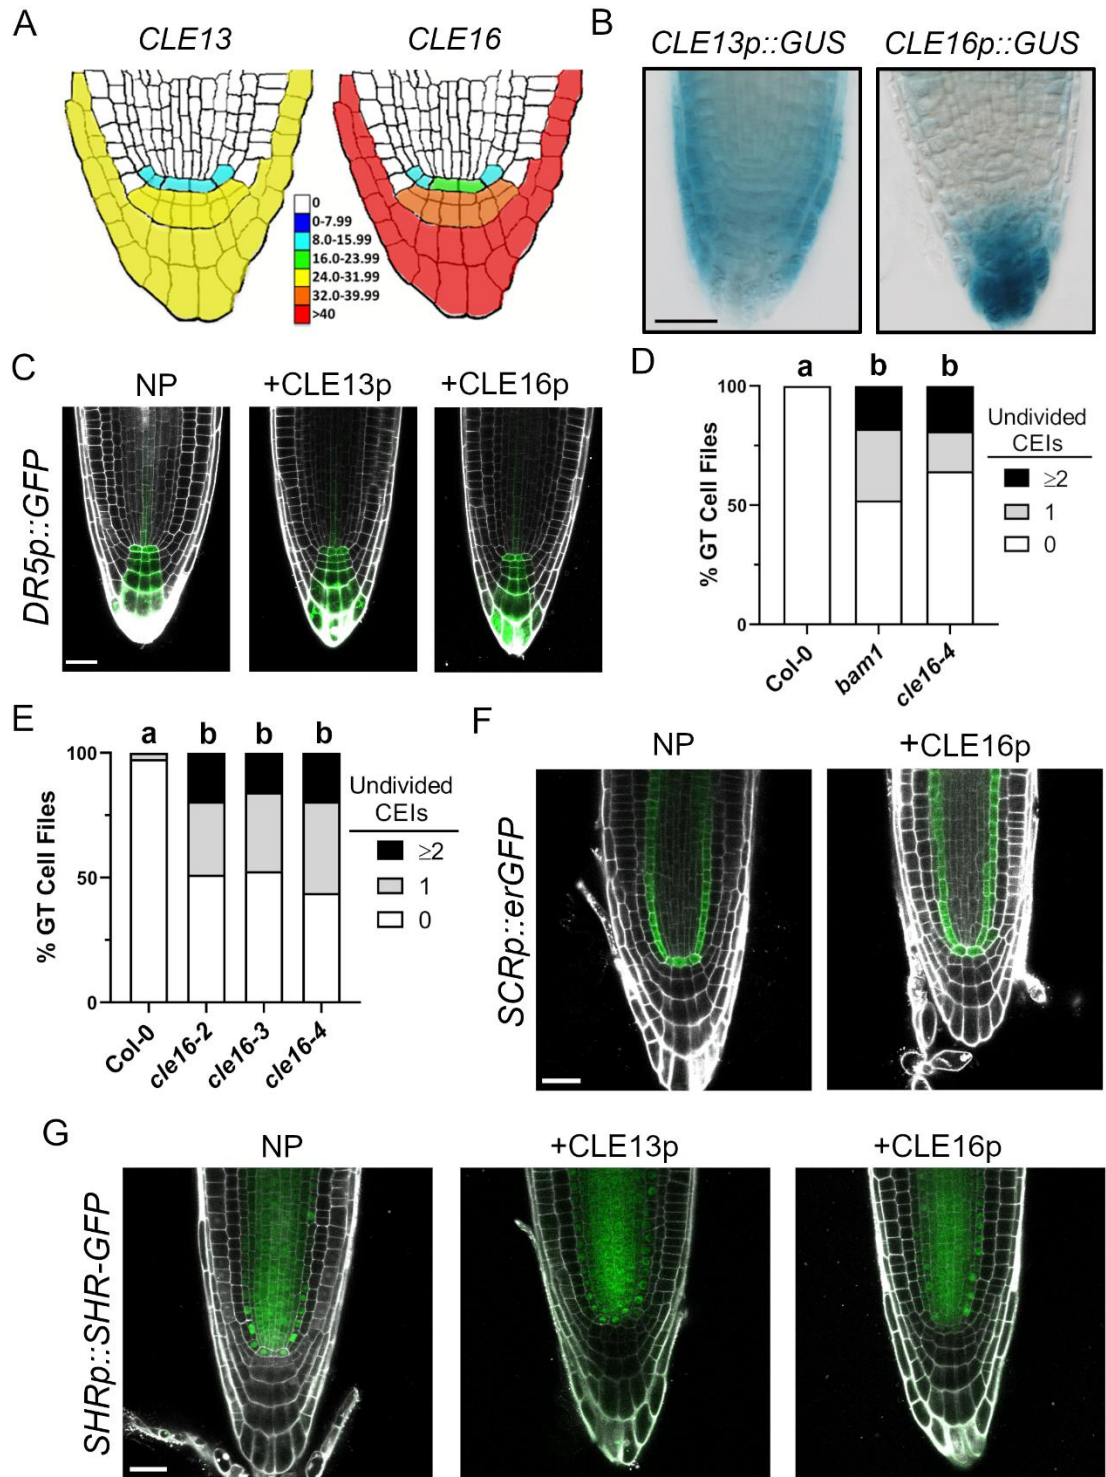 A
CLE13
CLE16
0
0-7.99
8.0-15.99
16.0-23.99
24.0-31.99
32.0-39.99
>40
B
CLE13p::GUS
CLE16p::GUS
C
NP
+CLE13p
+CLE16p
DR5p::GFP
D
a
b
b
100
50
0
% GT Cell Files
Col-0
bam1
cle16-4
Undivided
CEIs
≥2
1
0
E
a
b
b
b
100
50
0
% GT Cell Files
Col-0
cle16-2
cle16-3
cle16-4
Undivided
CEIs
≥2
1
0
F
NP
+CLE16p
SCRp::erGFP
G
NP
+CLE13p
+CLE16p
SHRp::SHR-GFP